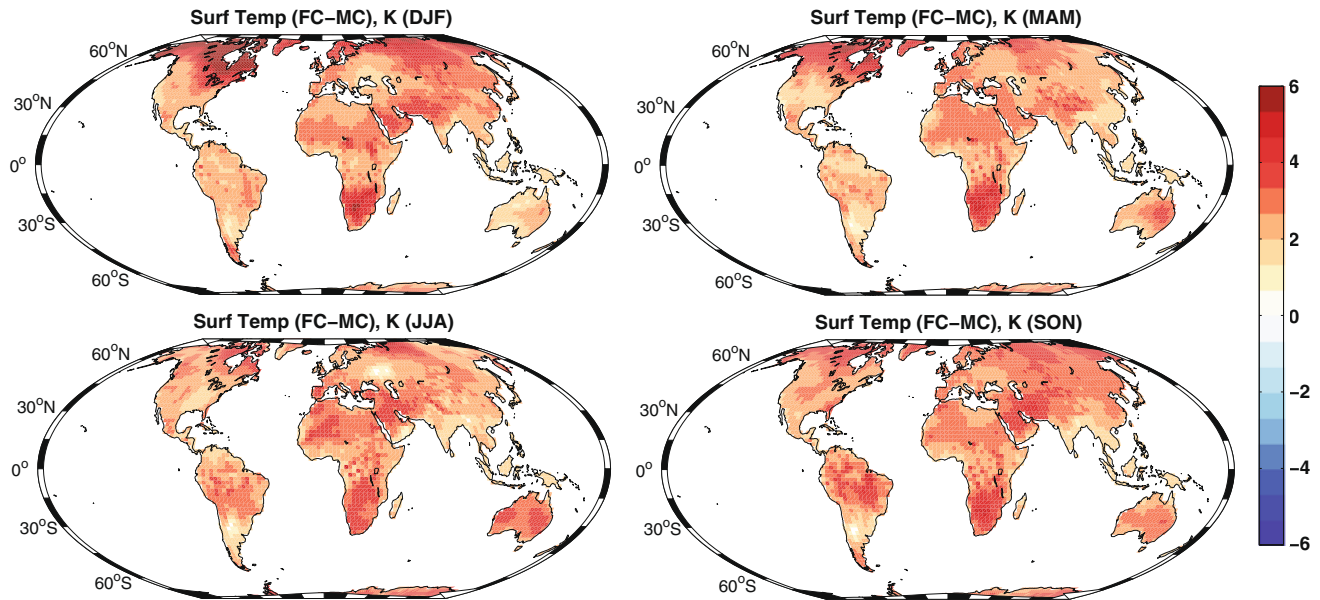 Surf Temp (FC−MC), K (DJF)
Surf Temp (FC−MC), K (MAM)
60°N
30°N
0°
30°S
60°S
60°N
30°N
0°
30°S
60°S
6
4
2
0
−2
−4
−6
Surf Temp (FC−MC), K (JJA)
Surf Temp (FC−MC), K (SON)
60°N
30°N
0°
30°S
60°S
60°N
30°N
0°
30°S
60°S